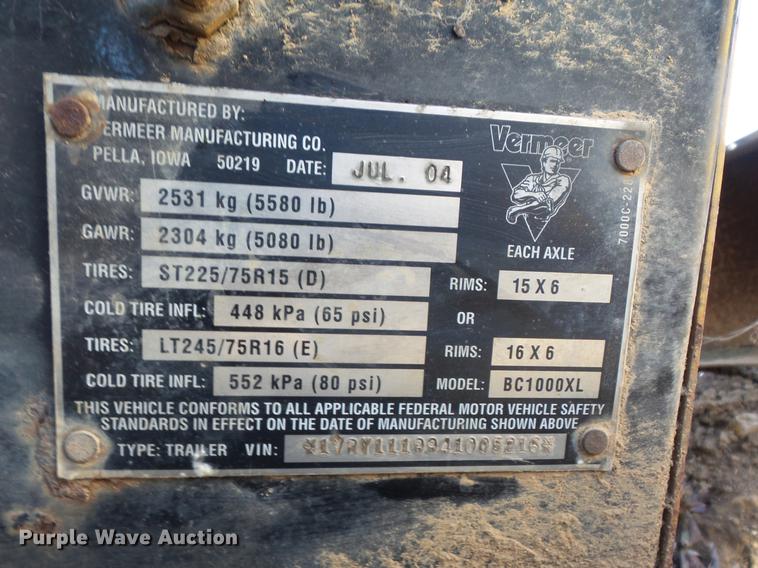 MANUFACTURED BY:
VERMEER MANUFACTURING CO.
PELLA, IOWA 50219 DATE: JUL. 04
Vermeer
®
7000C-22.
GVWR: 2531 kg (5580 lb)
GAWR: 2304 kg (5080 lb)
EACH AXLE
TIRES: ST225/75R15 (D) RIMS: 15 X 6
COLD TIRE INFL: 448 kPa (65 psi) OR
TIRES: LT245/75R16 (E) RIMS: 16 X 6
COLD TIRE INFL: 552 kPa (80 psi) MODEL: BC1000XL
THIS VEHICLE CONFORMS TO ALL APPLICABLE FEDERAL MOTOR VEHICLE SAFETY
STANDARDS IN EFFECT ON THE DATE OF MANUFACTURING SHOWN ABOVE
TYPE: TRAILER VIN:
Purple Wave Auction